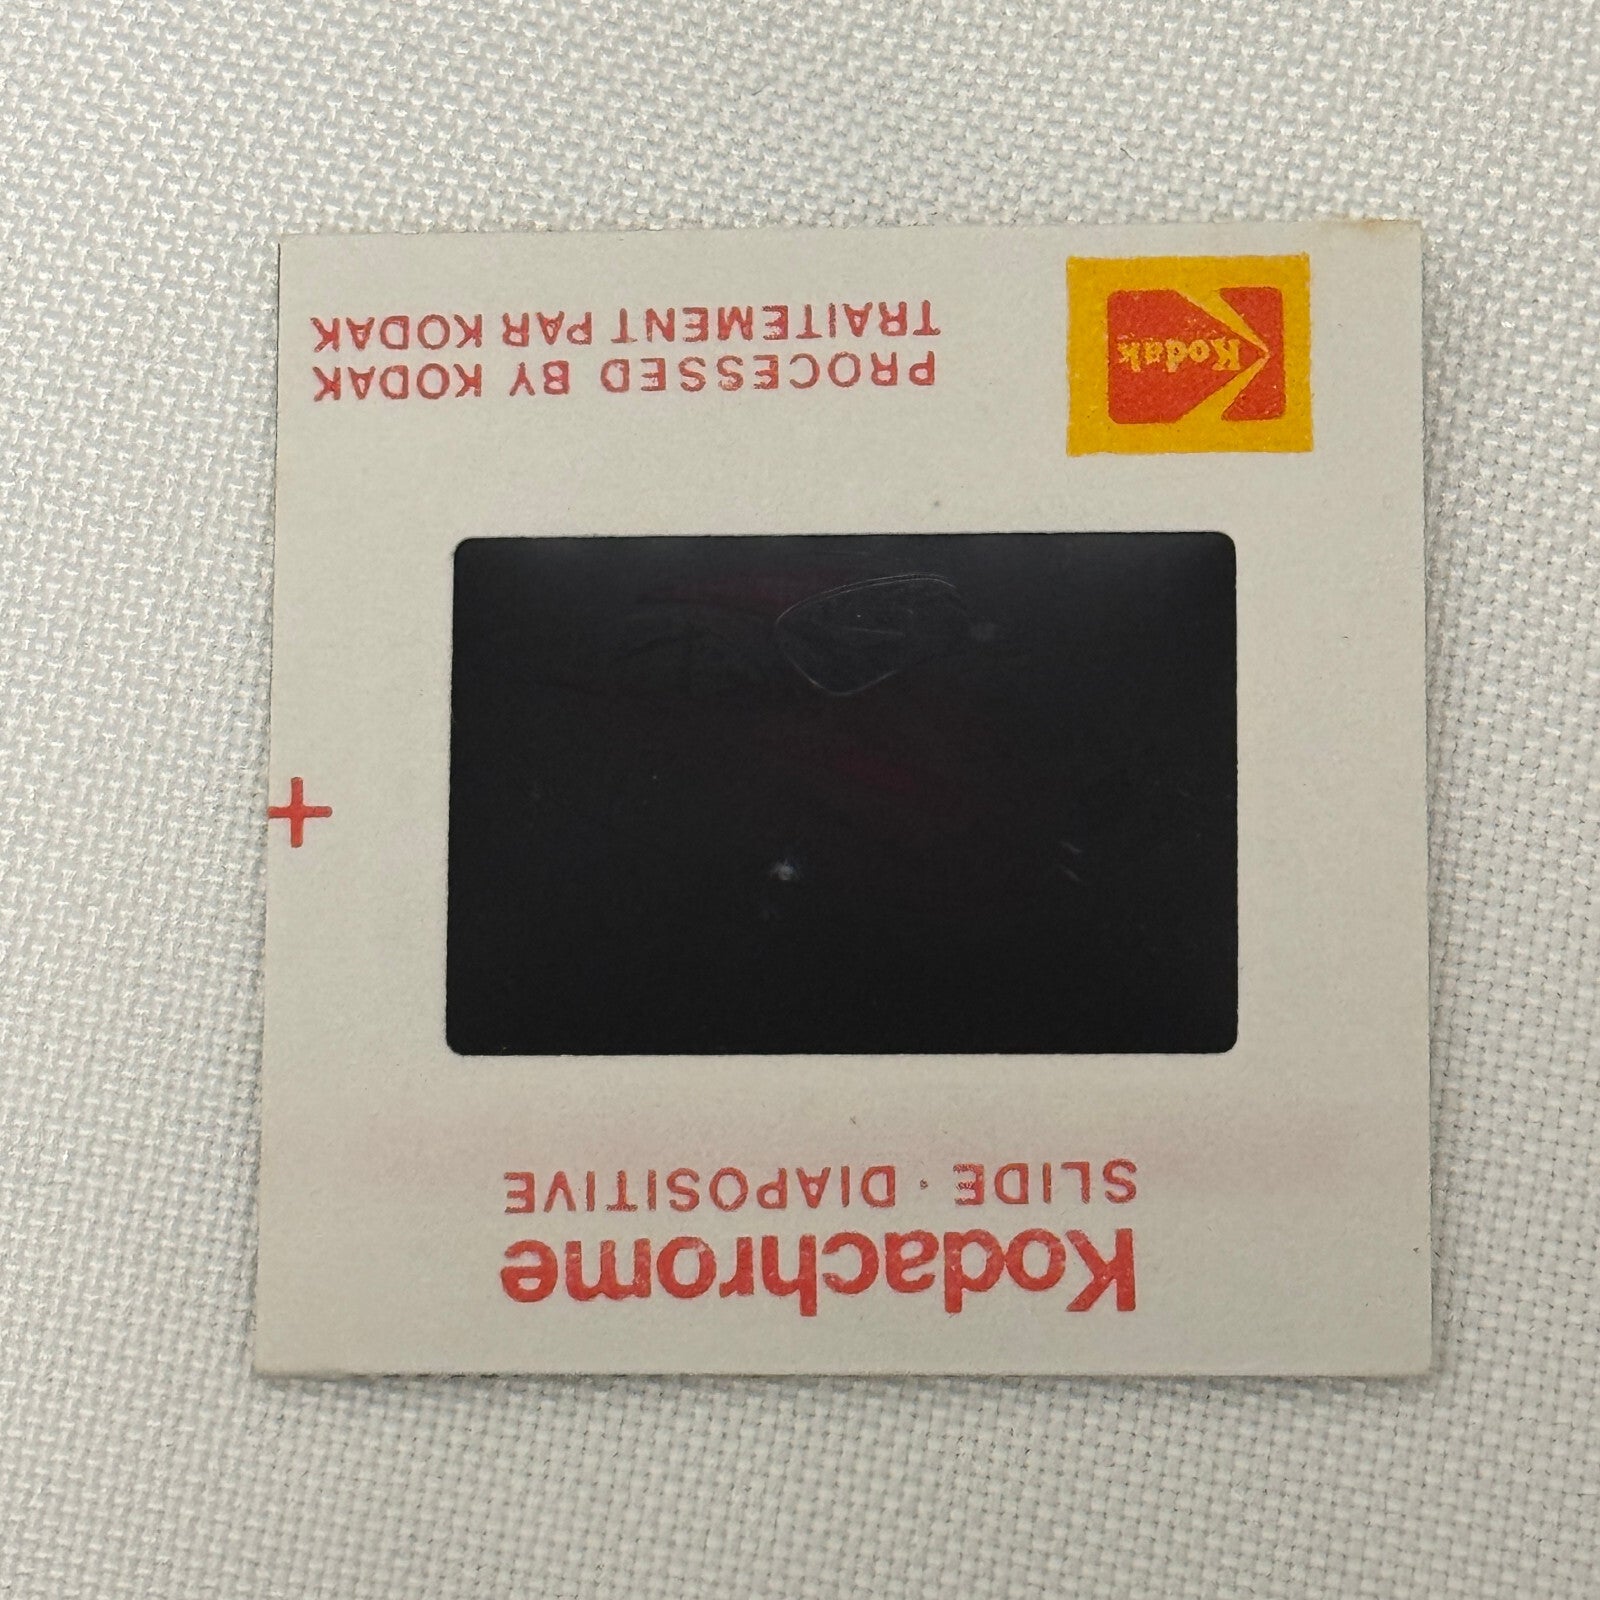 Kodachrome
SLIDE · DIAPOSITIVE
Kodak
PROCESSED BY KODAK
TRAITEMENT PAR KODAK